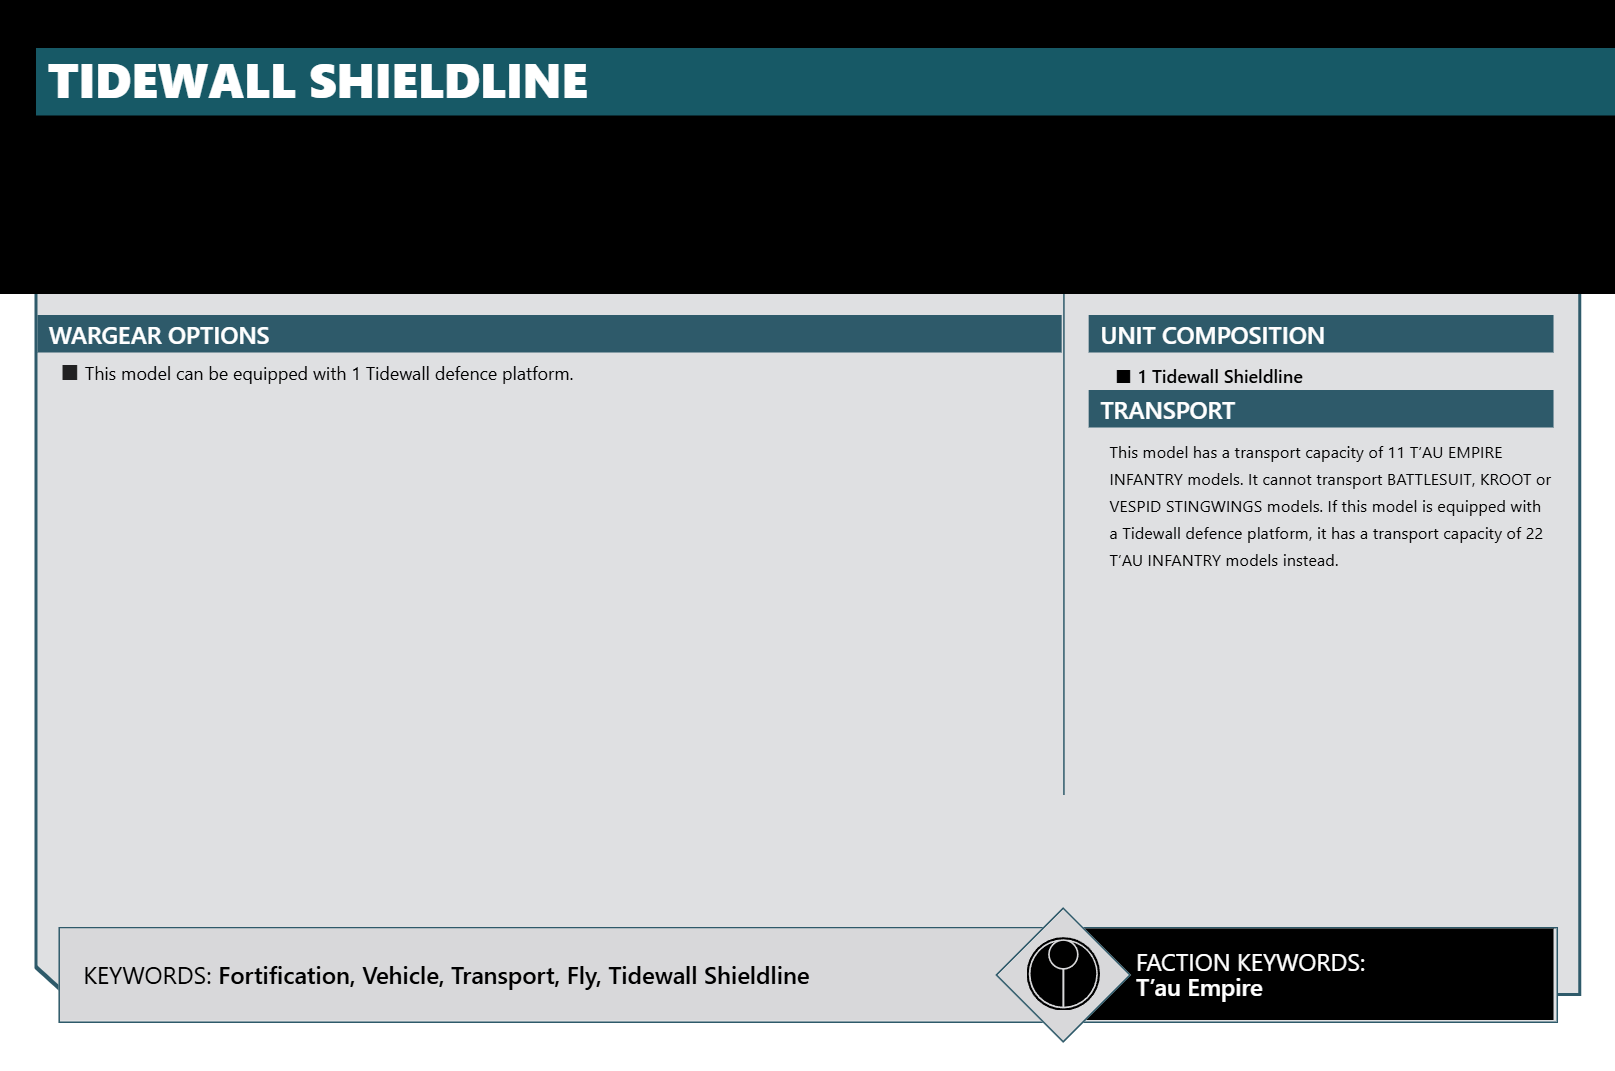 TIDEWALL SHIELDLINE
WARGEAR OPTIONS
■ This model can be equipped with 1 Tidewall defence platform.
UNIT COMPOSITION
■ 1 Tidewall Shieldline
TRANSPORT
This model has a transport capacity of 11 T’AU EMPIRE
INFANTRY models. It cannot transport BATTLESUIT, KROOT or
VESPID STINGWINGS models. If this model is equipped with
a Tidewall defence platform, it has a transport capacity of 22
T’AU INFANTRY models instead.
KEYWORDS: Fortification, Vehicle, Transport, Fly, Tidewall Shieldline
FACTION KEYWORDS:
T’au Empire